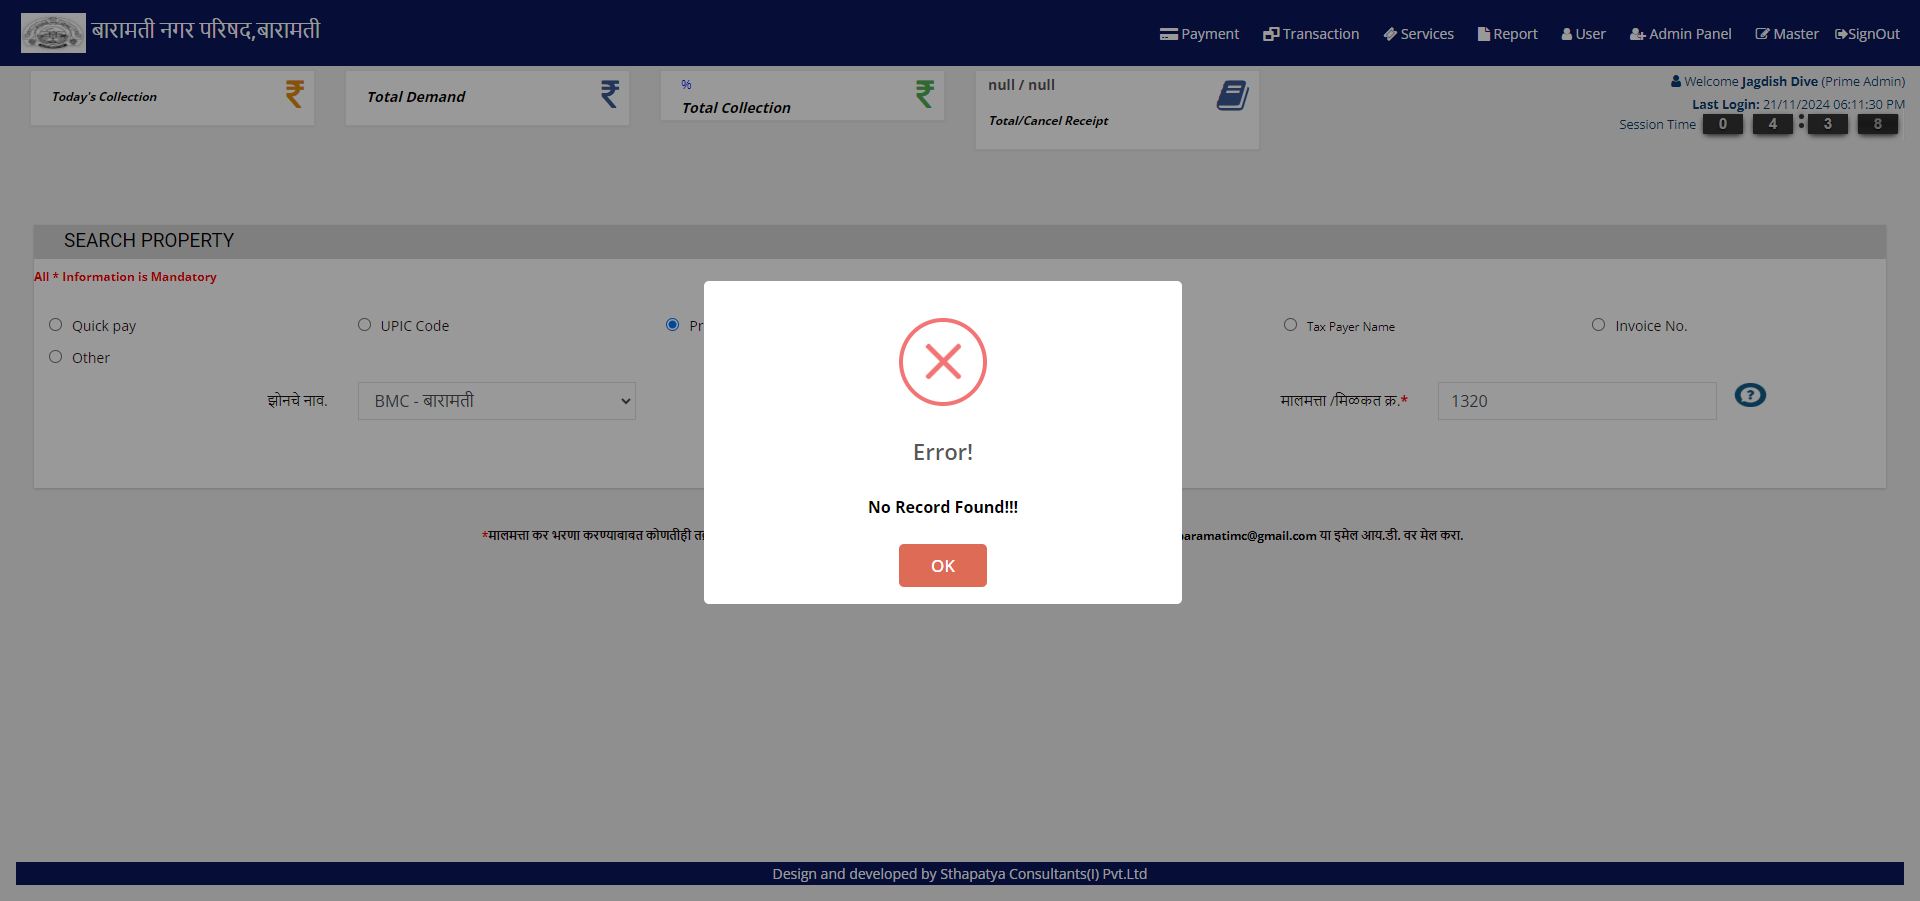 बारामती नगर परिषद,बारामती
Payment Transaction Services Report User Admin Panel Master SignOut
Today's Collection
Total Demand
%
Total Collection
null / null
Total/Cancel Receipt
Welcome Jagdish Dive (Prime Admin)
Last Login: 21/11/2024 06:11:30 PM
Session Time 0 4 : 3 8
SEARCH PROPERTY
All * Information is Mandatory
Quick pay
UPIC Code
Pr
Tax Payer Name
Invoice No.
Other
झोनचे नाव.
BMC - बारामती
मालमत्ता /मिळकत क्र.*
1320
?
Error!
No Record Found!!!
OK
*मालमत्ता कर भरणा करण्याबाबत कोणतीही
aramatimc@gmail.com या इमेल आय.डी. वर मेल करा.
Design and developed by Sthapatya Consultants(I) Pvt.Ltd